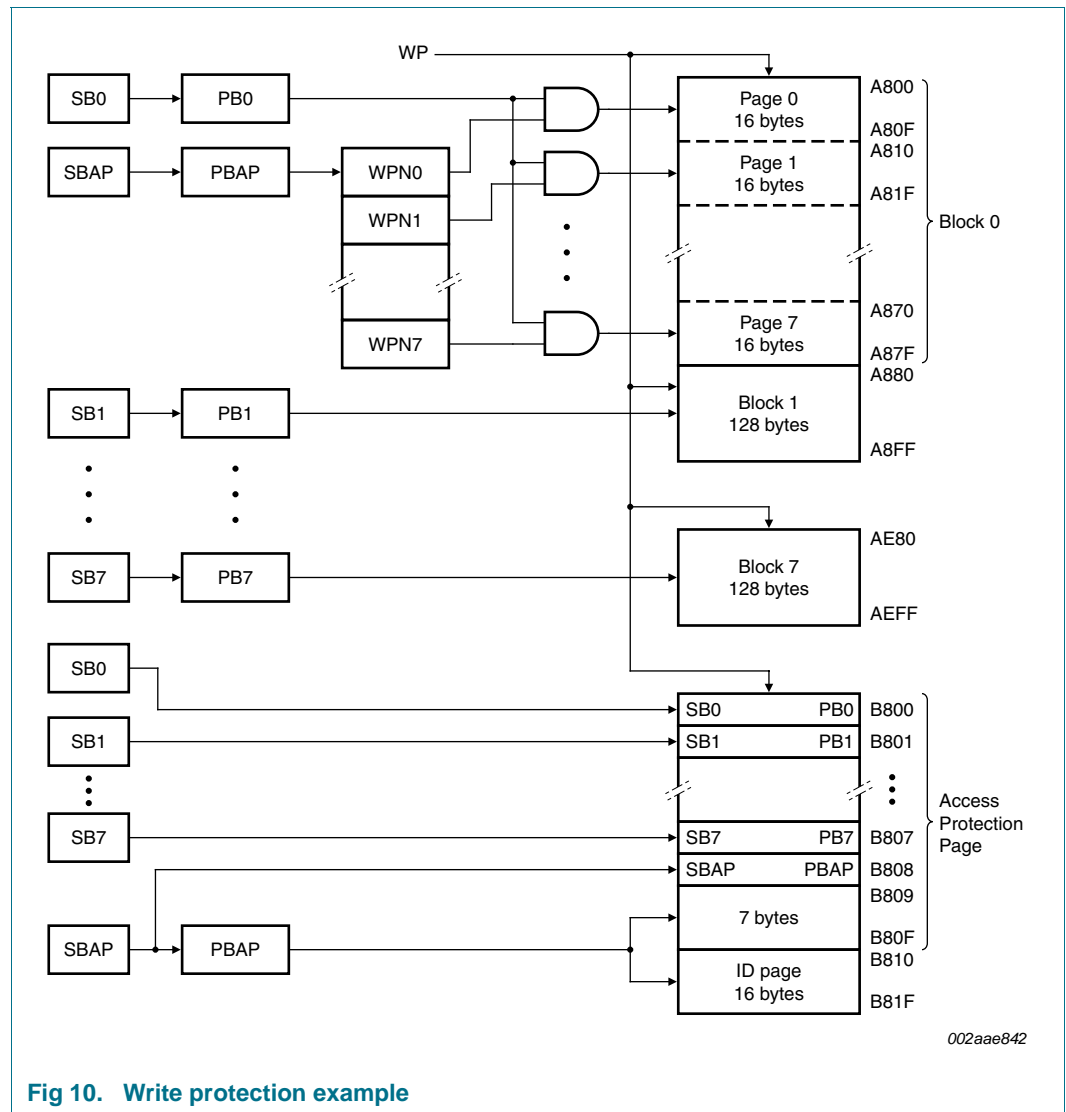 WP
SB0
PB0
Page 0
16 bytes
A800
A80F
SBAP
PBAP
WPN0
Page 1
16 bytes
A810
A81F
WPN1
Block 0
WPN7
Page 7
16 bytes
A870
A87F
SB1
PB1
Block 1
128 bytes
A880
A8FF
SB7
PB7
Block 7
128 bytes
AE80
AEFF
SB0
SB0 PB0 B800
SB1
SB1 PB1 B801
SB7
SB7 PB7 B807
SBAP PBAP B808
Access
Protection
Page
SBAP
PBAP
7 bytes
B809
B80F
ID page
16 bytes
B810
B81F
002aae842
Fig 10. Write protection example